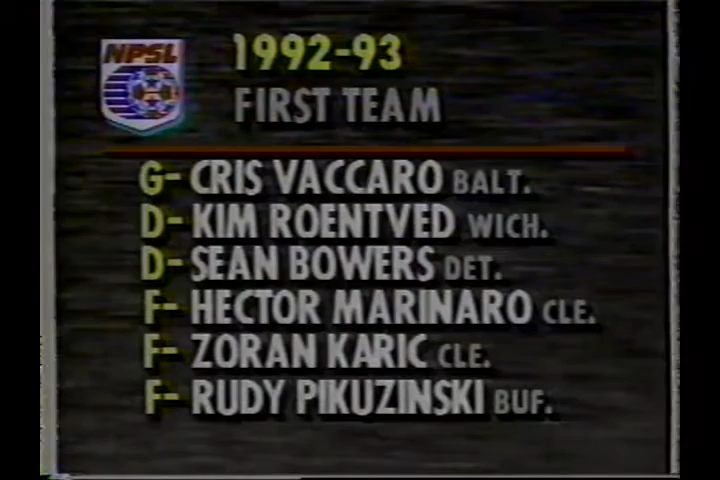 NPSL
1992-93
FIRST TEAM
G- CRIS VACCARO BALT.
D- KIM ROENTVED WICH.
D- SEAN BOWERS DET.
F- HECTOR MARINARO CLE.
F- ZORAN KARIC CLE.
F- RUDY PIKUZINSKI BUF.